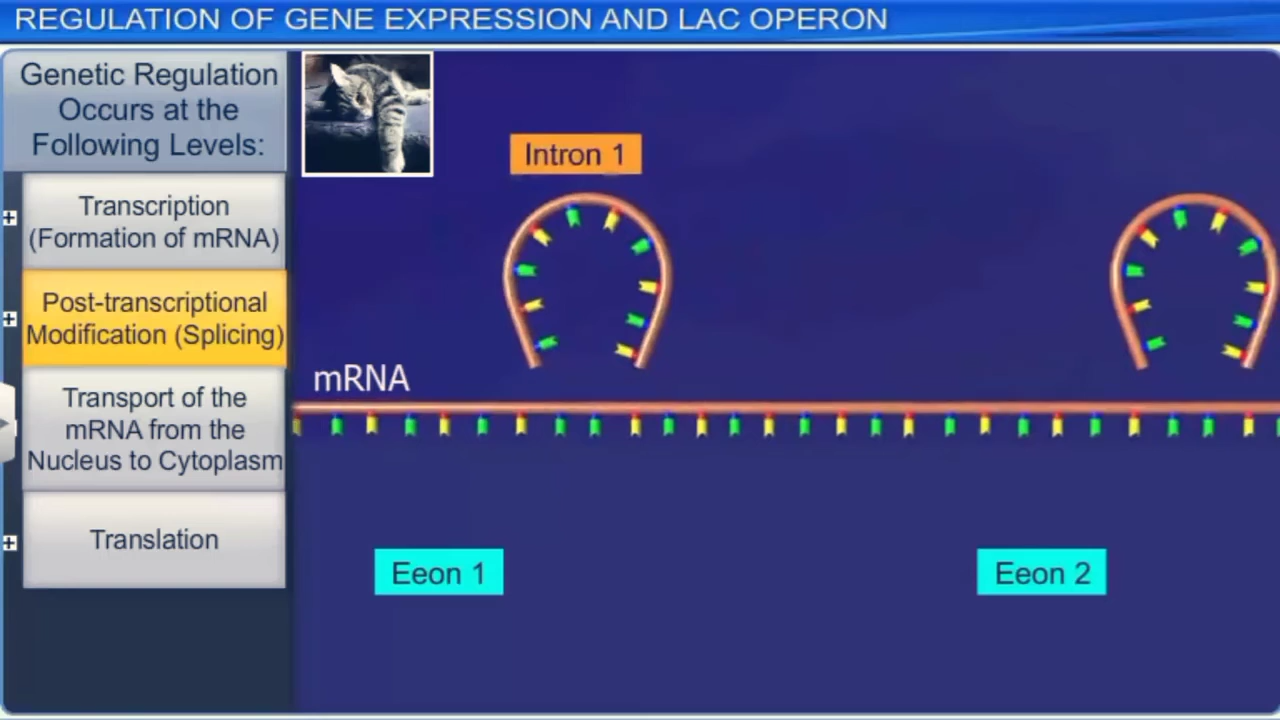 REGULATION OF GENE EXPRESSION AND LAC OPERON
Genetic Regulation
Occurs at the
Following Levels:
Transcription
(Formation of mRNA)
Post-transcriptional
Modification (Splicing)
Transport of the
mRNA from the
Nucleus to Cytoplasm
Translation
Intron 1
mRNA
Eeon 1
Eeon 2